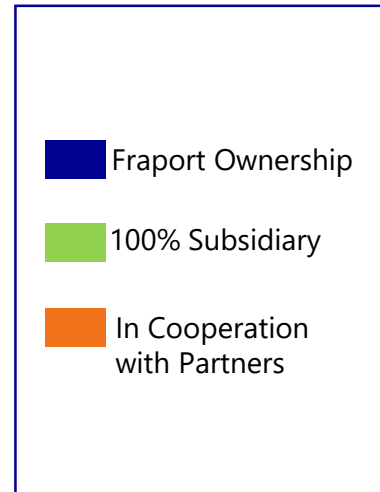 Fraport Ownership
100% Subsidiary
In Cooperation
with Partners